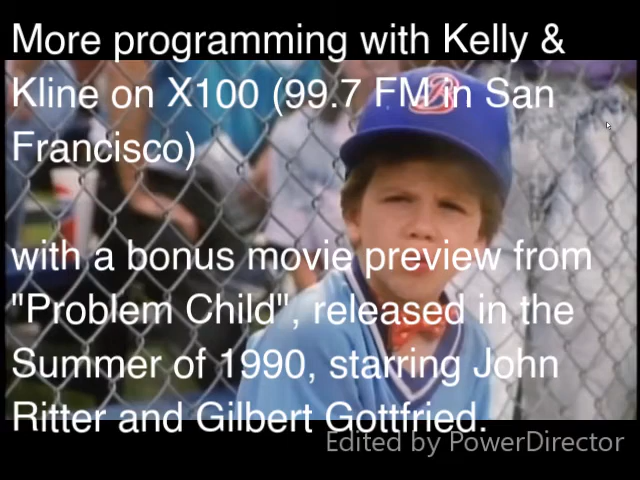 More programming with Kelly &
Kline on X100 (99.7 FM in San
Francisco)
with a bonus movie preview from
"Problem Child", released in the
Summer of 1990, starring John
Ritter and Gilbert Gottfried.
Edited by PowerDirector